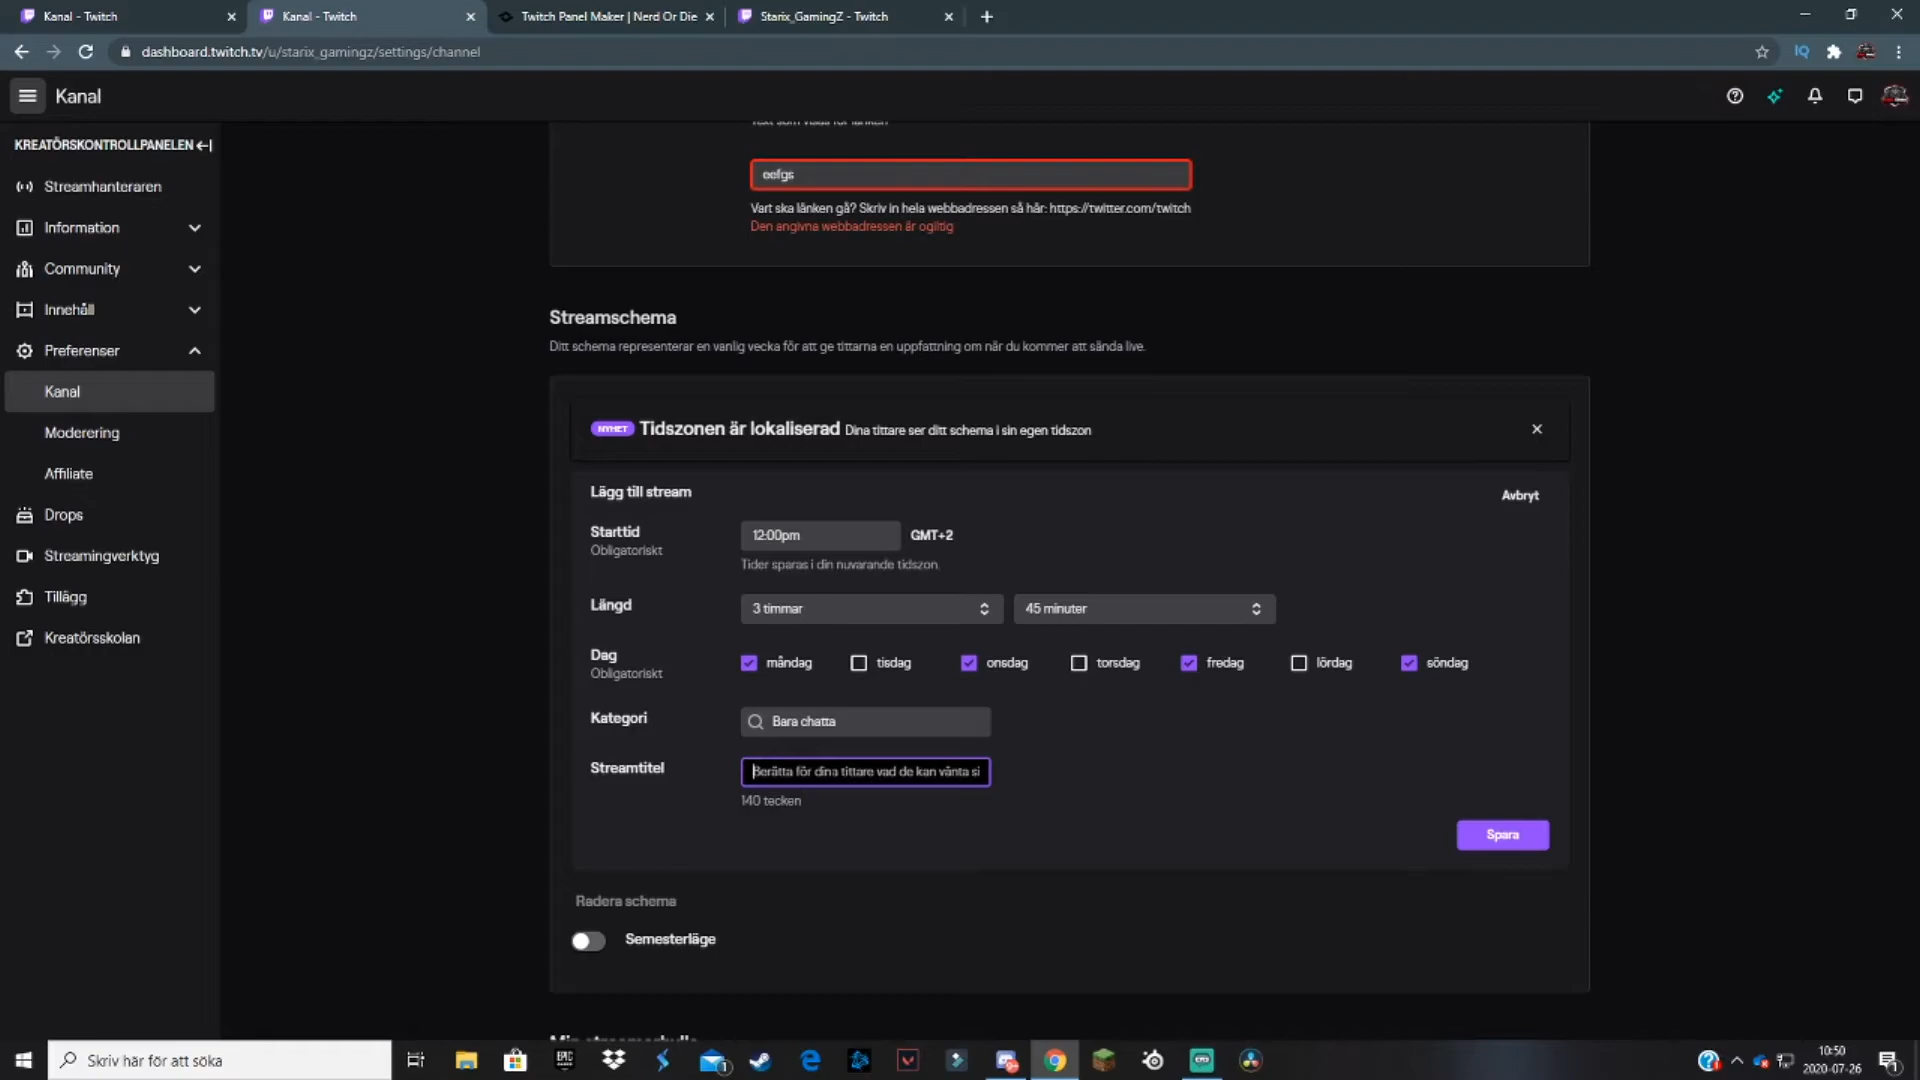 Kanal - Twitch
Kanal - Twitch
Twitch Panel Maker | Nerd Or Die
Starix_GamingZ - Twitch
dashboard.twitch.tv/u/starix_gamingz/settings/channel
Kanal
KREATÖRSKONTROLLPANELEN
Streamhanteraren
Information
Community
Innehåll
Preferenser
Kanal
Moderering
Affiliate
Drops
Streamingverktyg
Tillägg
Kreatörsskolan
Text som visas för länken
eefgs
Vart ska länken gå? Skriv in hela webbadressen så här: https://twitter.com/twitch
Den angivna webbadressen är ogiltig
Streamschema
Ditt schema representerar en vanlig vecka för att ge tittarna en uppfattning om när du kommer att sända live.
NYHET Tidszonen är lokaliserad Dina tittare ser ditt schema i sin egen tidszon
Lägg till stream
Avbryt
Starttid
Obligatoriskt
12:00pm GMT+2
Tider sparas i din nuvarande tidszon.
Längd
3 timmar
45 minuter
Dag
Obligatoriskt
måndag tisdag onsdag torsdag fredag lördag söndag
Kategori
Bara chatta
Streamtitel
Berätta för dina tittare vad de kan vänta si
140 tecken
Spara
Radera schema
Semesterläge
Skriv här för att söka
10:50
2020-07-26